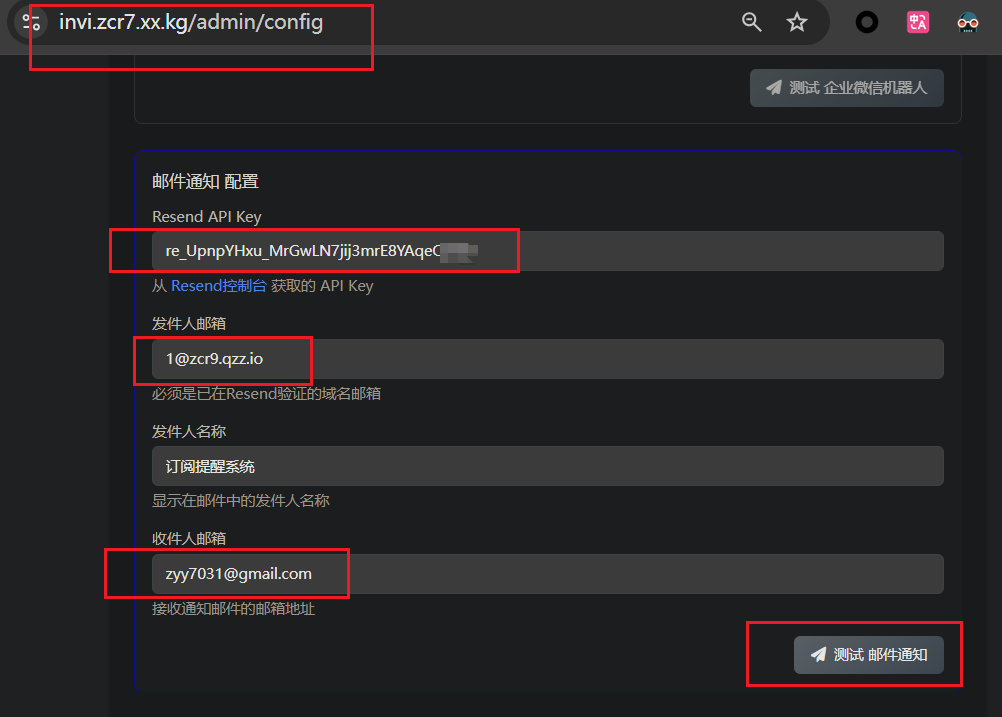 invi.zcr7.xx.kg/admin/config
测试 企业微信机器人
邮件通知 配置
Resend API Key
re_UpnpYHxu_MrGwLN7jij3mrE8YAqeC
从 Resend控制台 获取的 API Key
发件人邮箱
1@zcr9.qzz.io
必须是已在Resend验证的域名邮箱
发件人名称
订阅提醒系统
显示在邮件中的发件人名称
收件人邮箱
zyy7031@gmail.com
接收通知邮件的邮箱地址
测试 邮件通知